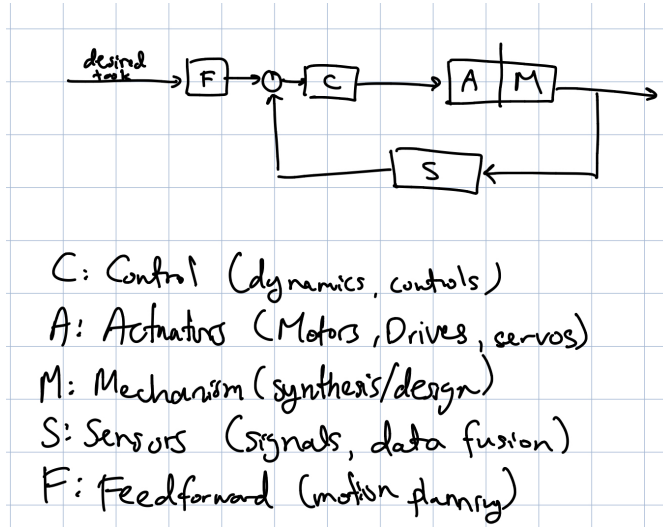 desired
task
F
C
A
M
S
C: Control (dynamics, controls)
A: Actuators (Motors, Drives, servos)
M: Mechanism (synthesis/design)
S: Sensors (signals, data fusion)
F: Feedforward (motion planning)